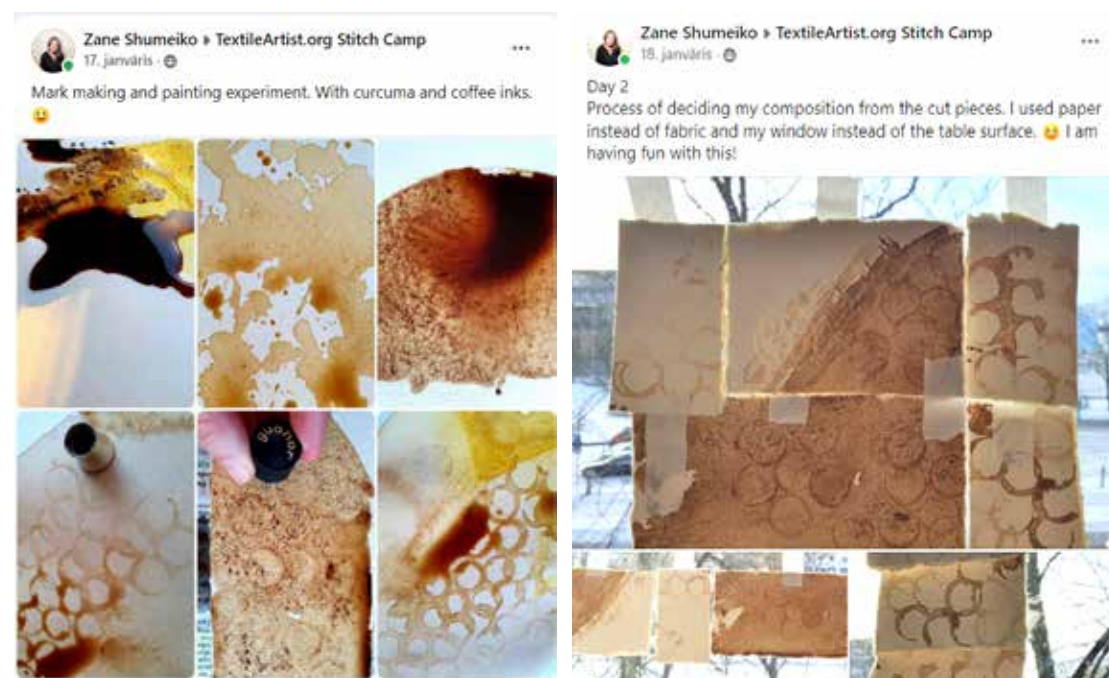 Zane Shumeiko ▸ TextileArtist.org Stitch Camp
17. janvāris ·
Mark making and painting experiment. With curcuma and coffee inks.
😀
Zane Shumeiko ▸ TextileArtist.org Stitch Camp
18. janvāris ·
Day 2
Process of deciding my composition from the cut pieces. I used paper
instead of fabric and my window instead of the table surface. 😊 I am
having fun with this!